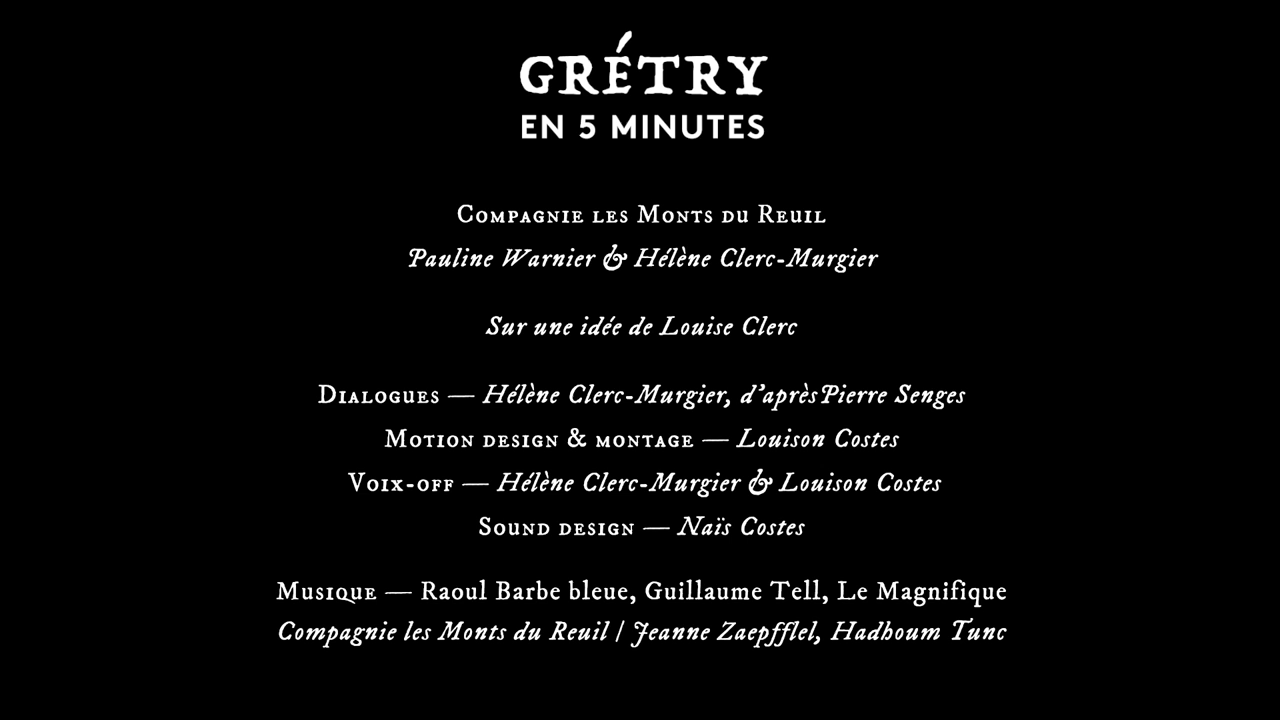 GRÉTRY
EN 5 MINUTES
Compagnie les Monts du Reuil
Pauline Warnier & Hélène Clerc-Murgier
Sur une idée de Louise Clerc
Dialogues — Hélène Clerc-Murgier, d'après Pierre Senges
Motion design & montage — Louison Costes
Voix-off — Hélène Clerc-Murgier & Louison Costes
Sound design — Naïs Costes
Musique — Raoul Barbe bleue, Guillaume Tell, Le Magnifique
Compagnie les Monts du Reuil / Jeanne Zaepfflel, Hadhoum Tunc